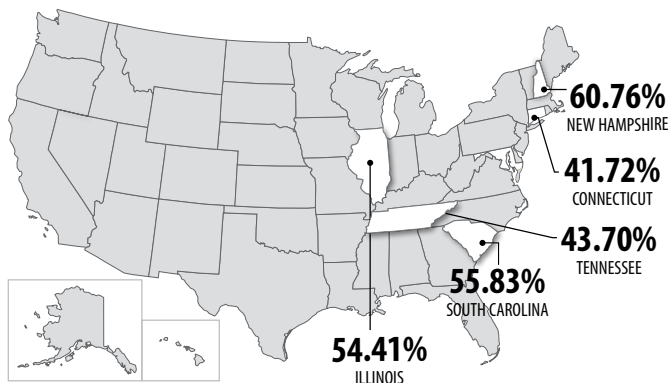 60.76%
NEW HAMPSHIRE
41.72%
CONNECTICUT
43.70%
TENNESSEE
55.83%
SOUTH CAROLINA
54.41%
ILLINOIS